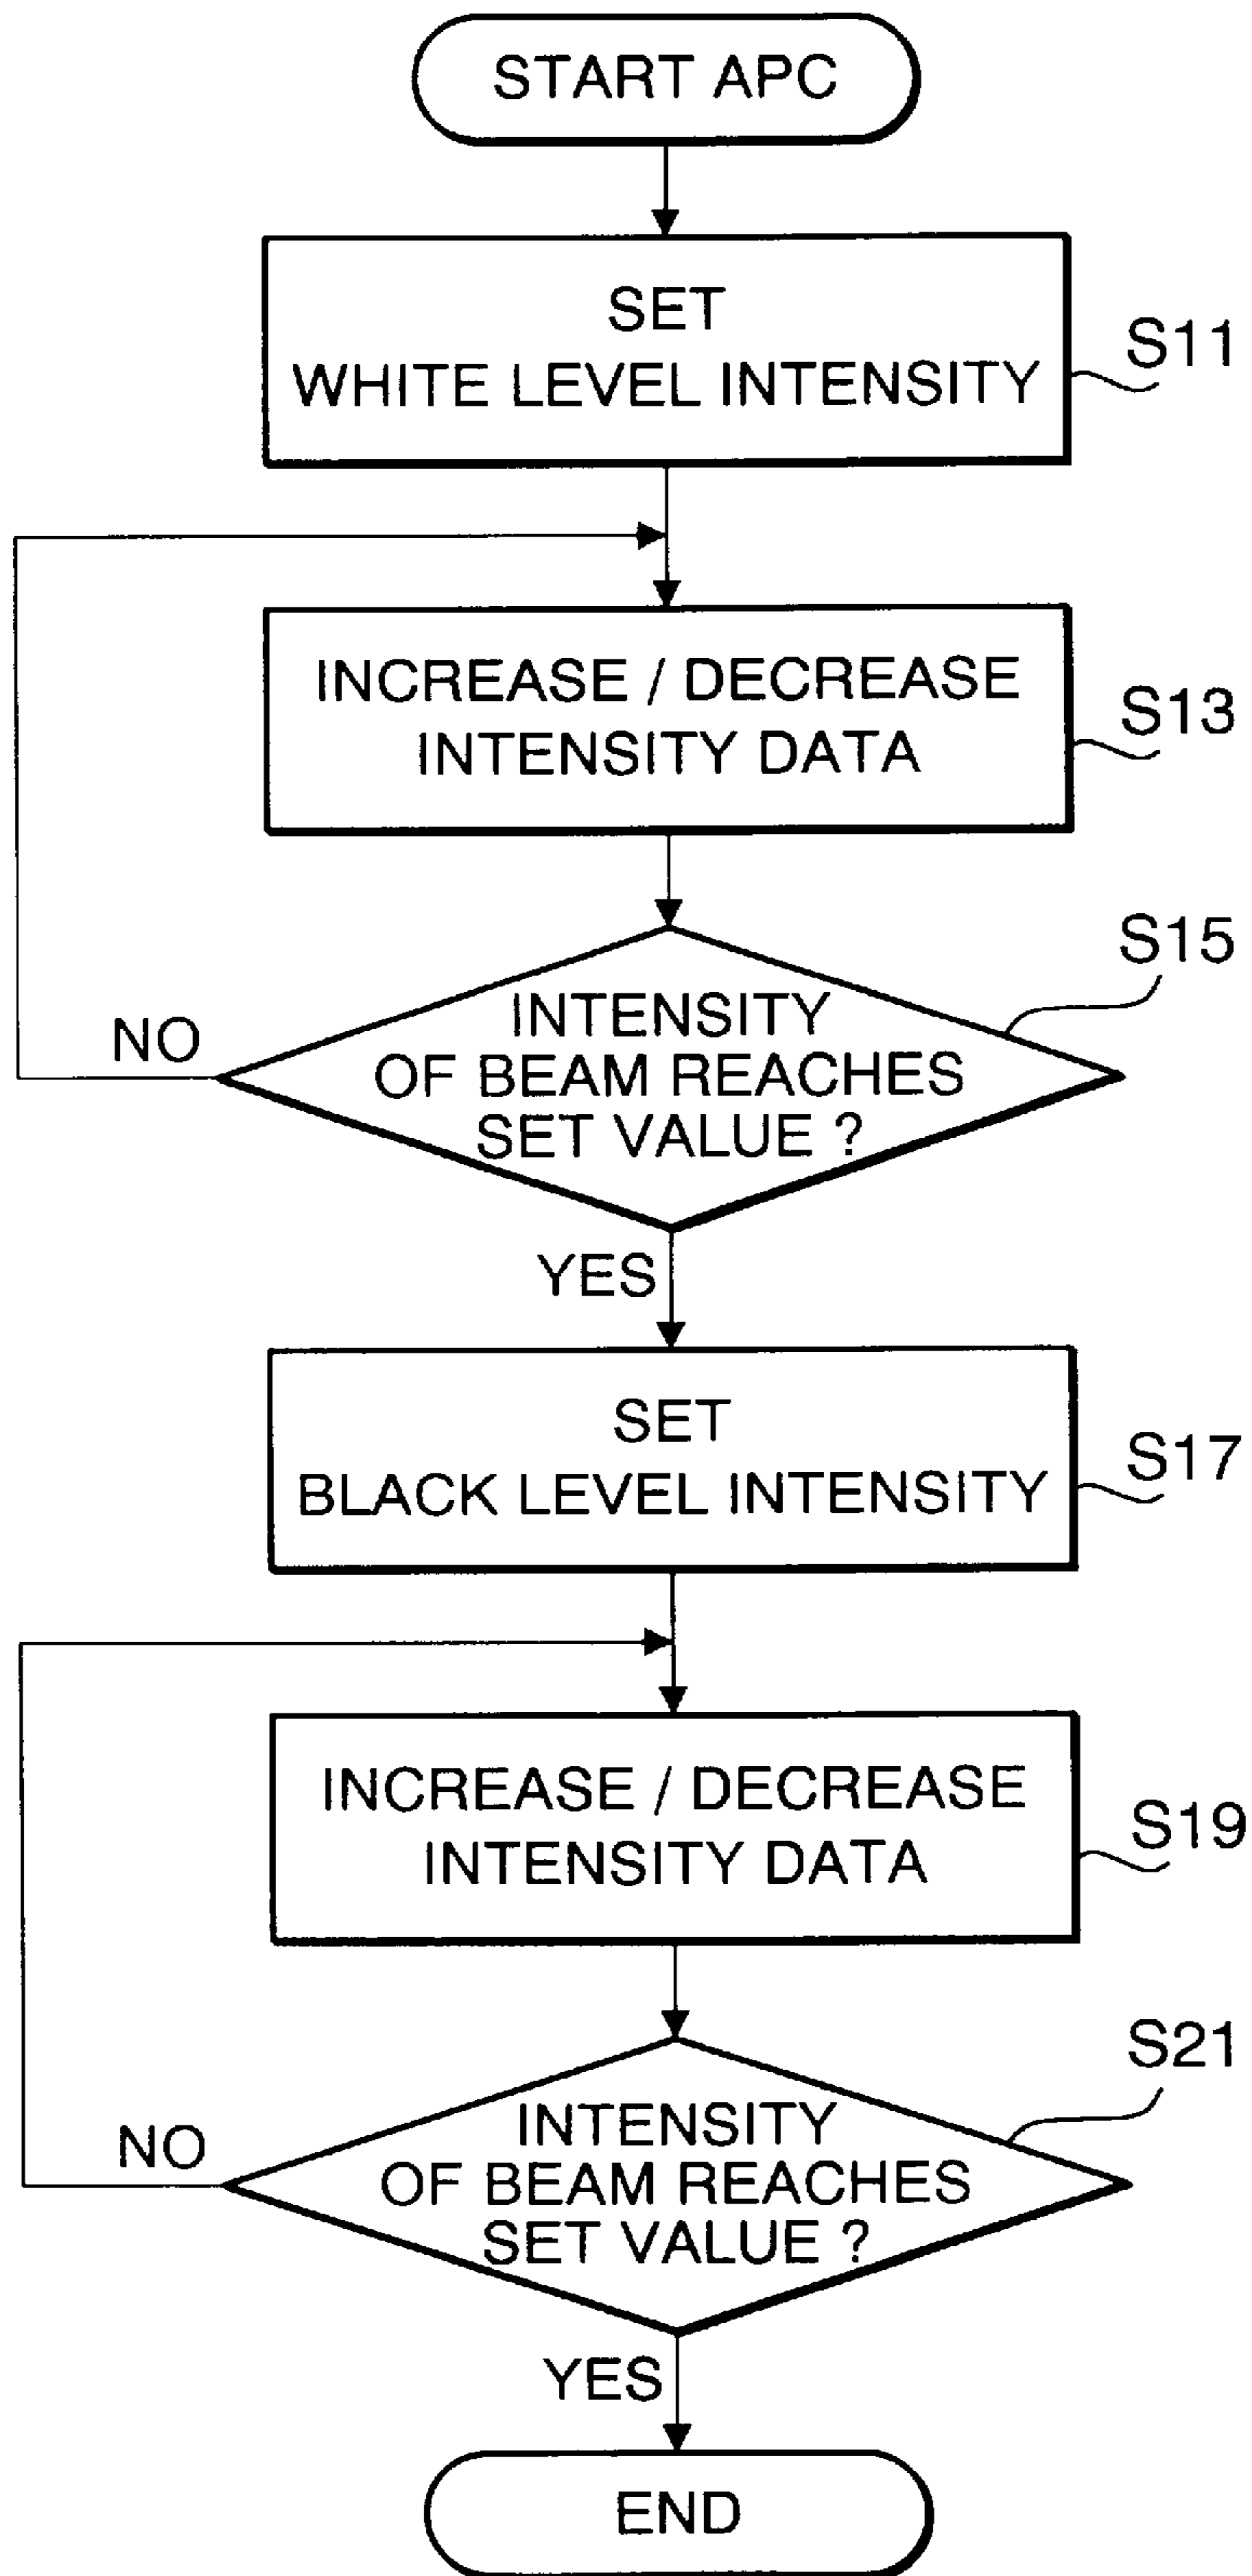 START APC
SET
WHITE LEVEL INTENSITY
S11
INCREASE / DECREASE
INTENSITY DATA
S13
S15
INTENSITY
OF BEAM REACHES
SET VALUE ?
NO
YES
SET
BLACK LEVEL INTENSITY
S17
INCREASE / DECREASE
INTENSITY DATA
S19
S21
INTENSITY
OF BEAM REACHES
SET VALUE ?
NO
YES
END